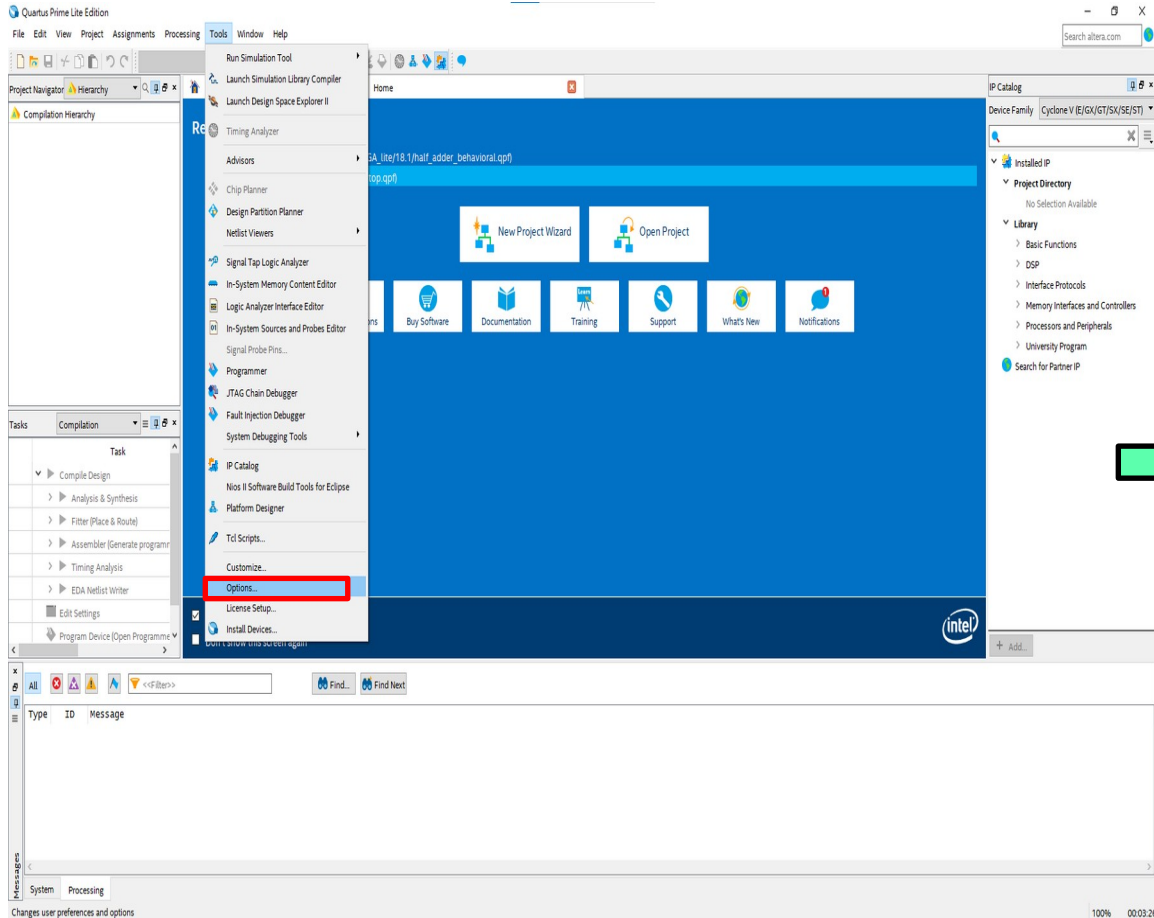 Quartus Prime Lite Edition
File Edit View Project Assignments Processing Tools Window Help
Search altera.com
Project Navigator Hierarchy
Compilation Hierarchy
Tasks Compilation
Task
Compile Design
Analysis & Synthesis
Fitter (Place & Route)
Assembler (Generate programr
Timing Analysis
EDA Netlist Writer
Edit Settings
Program Device (Open Programme
Run Simulation Tool
Launch Simulation Library Compiler
Launch Design Space Explorer II
Timing Analyzer
Advisors
Chip Planner
Design Partition Planner
Netlist Viewers
Signal Tap Logic Analyzer
In-System Memory Content Editor
Logic Analyzer Interface Editor
In-System Sources and Probes Editor
Signal Probe Pins...
Programmer
JTAG Chain Debugger
Fault Injection Debugger
System Debugging Tools
IP Catalog
Nios II Software Build Tools for Eclipse
Platform Designer
Tcl Scripts...
Customize...
Options...
License Setup...
Install Devices...
Home
Re
GA_lite/18.1/half_adder_behavioral.qpf)
top.qpf)
New Project Wizard
Open Project
ons
Buy Software
Documentation
Training
Support
What's New
Notifications
Don't show this screen again
intel
IP Catalog
Device Family Cyclone V (E/GX/GT/SX/SE/ST)
Installed IP
Project Directory
No Selection Available
Library
Basic Functions
DSP
Interface Protocols
Memory Interfaces and Controllers
Processors and Peripherals
University Program
Search for Partner IP
+ Add...
All <<Filter>> Find... Find Next
Type ID Message
Messages
System Processing
Changes user preferences and options
100% 00:03:26